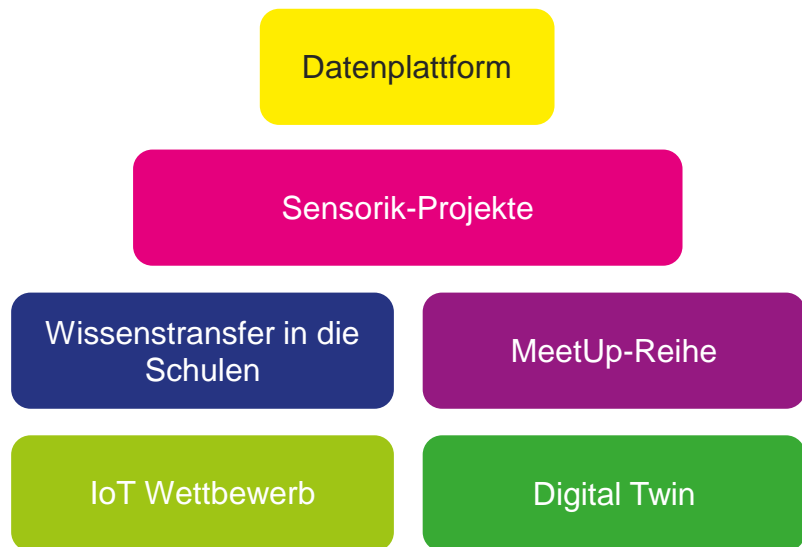 Datenplattform
Sensorik-Projekte
Wissenstransfer in die
Schulen
MeetUp-Reihe
IoT Wettbewerb
Digital Twin